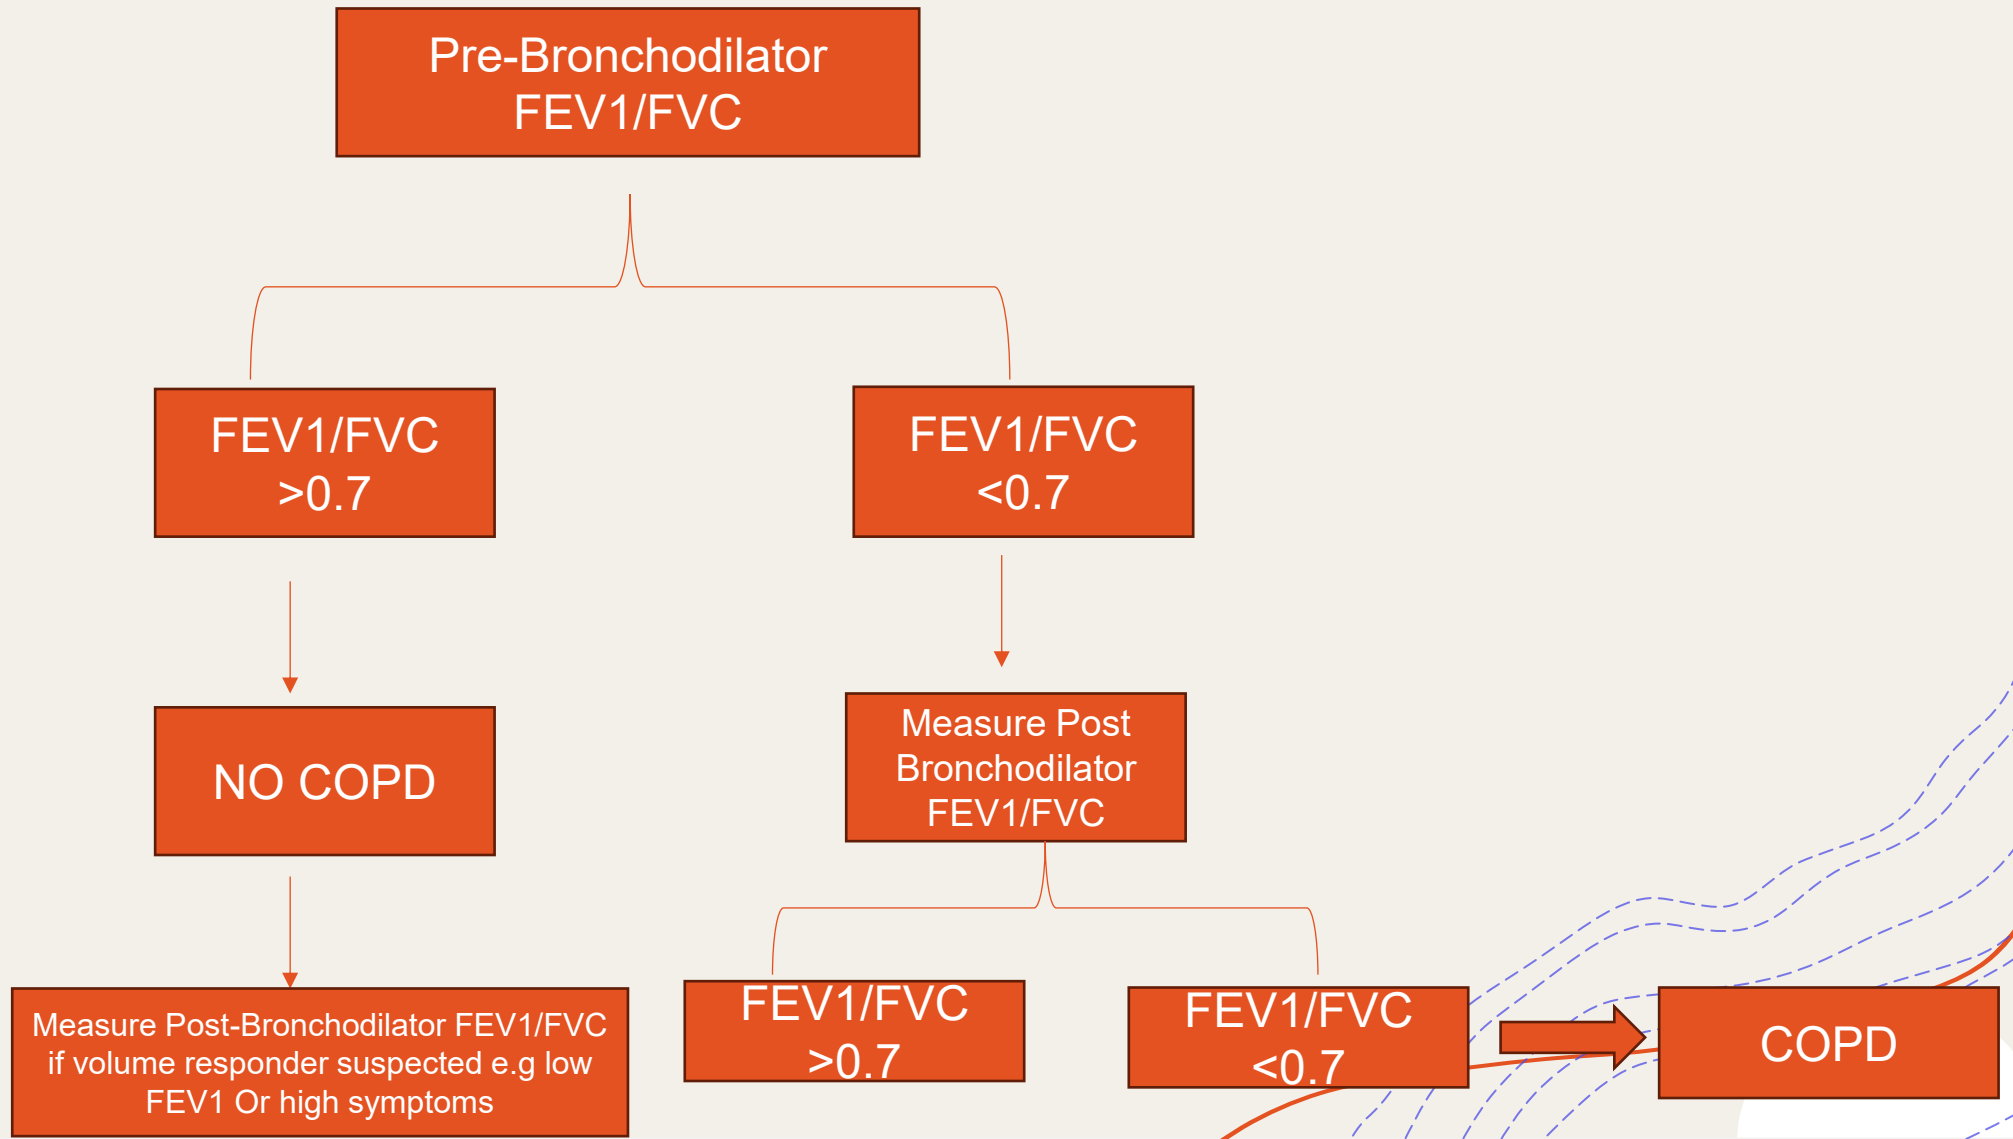 Pre-Bronchodilator
FEV1/FVC
FEV1/FVC
>0.7
FEV1/FVC
<0.7
NO COPD
Measure Post
Bronchodilator
FEV1/FVC
Measure Post-Bronchodilator FEV1/FVC
if volume responder suspected e.g low
FEV1 Or high symptoms
FEV1/FVC
>0.7
FEV1/FVC
<0.7
COPD